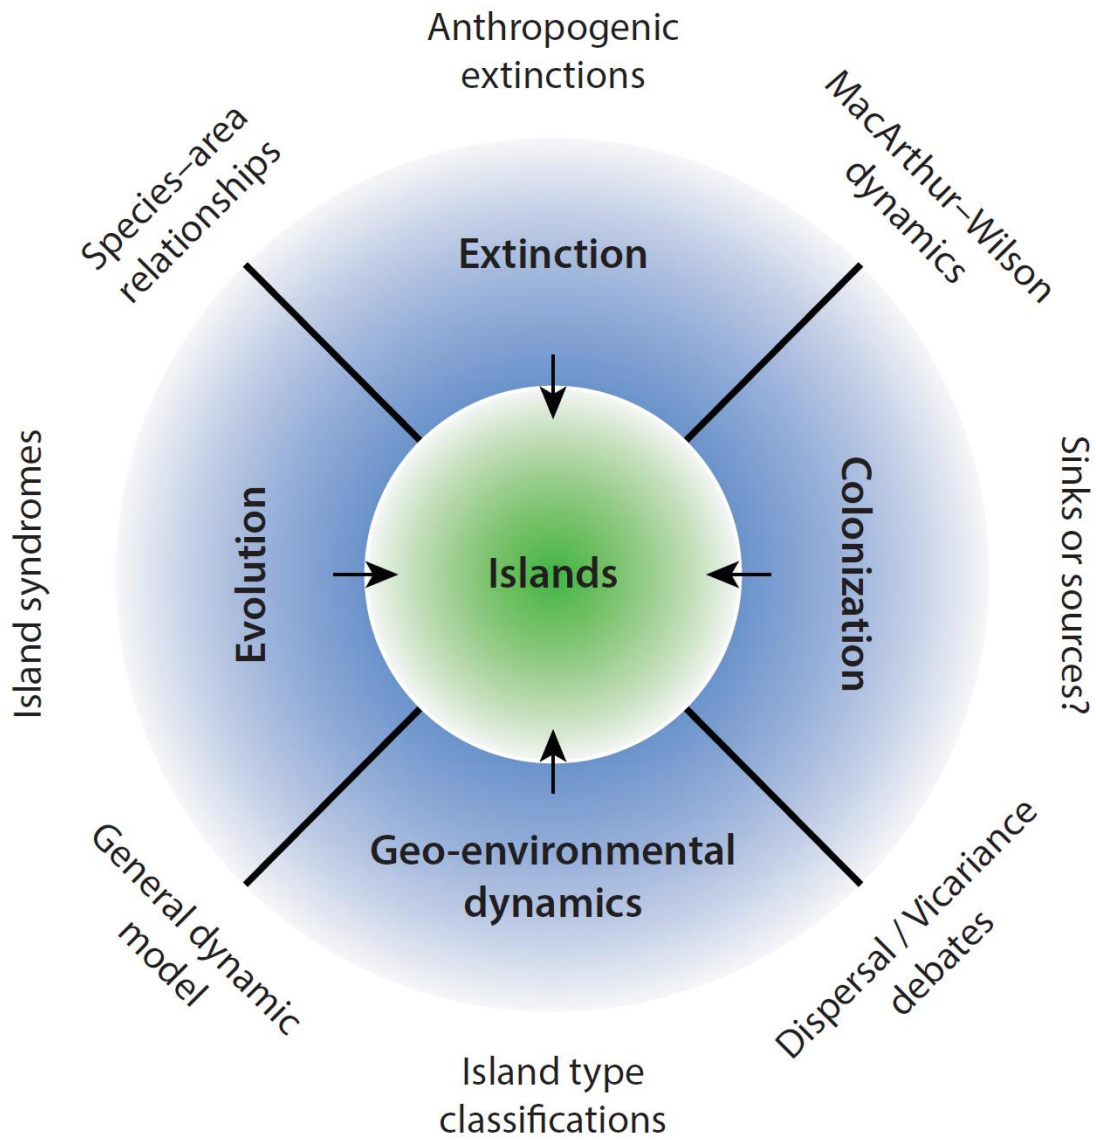 Anthropogenic
extinctions
MacArthur–Wilson
dynamics
Species–area
relationships
Extinction
Island syndromes
Evolution
Islands
Colonization
Sinks or sources?
Geo-environmental
dynamics
General dynamic
model
Dispersal / Vicariance
debates
Island type
classifications